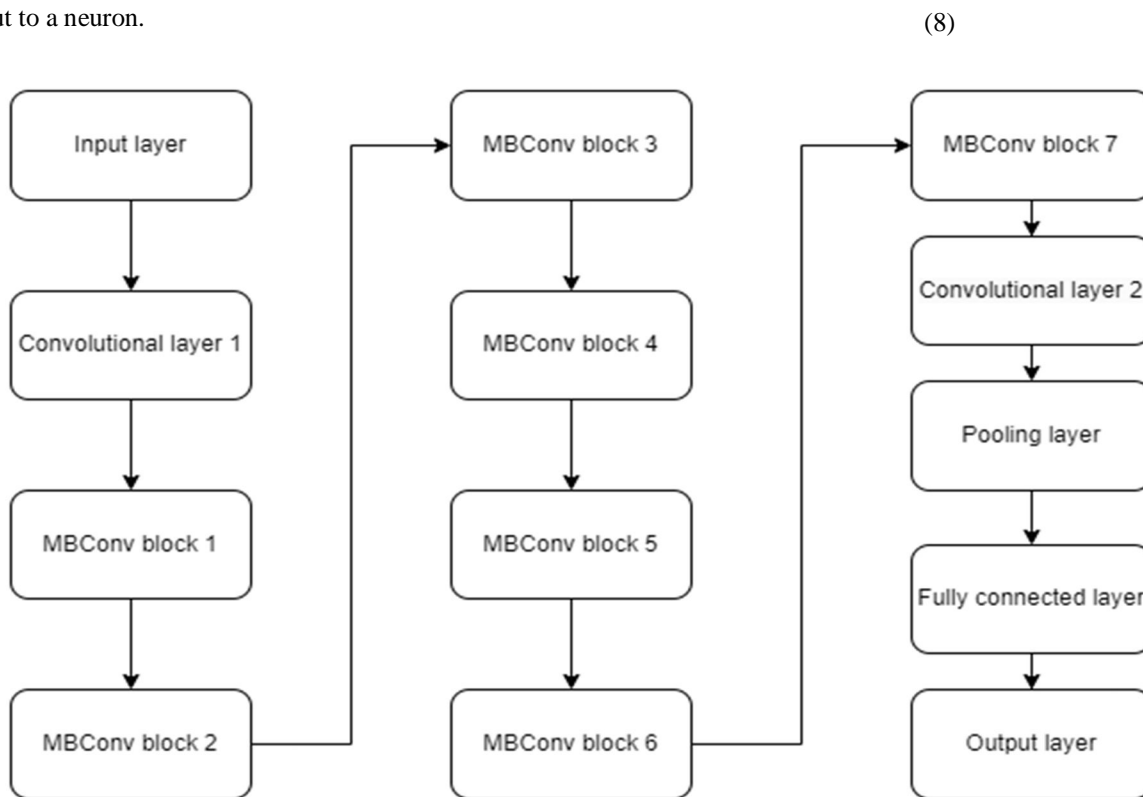 to a neuron.
(8)
Input layer
Convolutional layer 1
MBConv block 1
MBConv block 2
MBConv block 3
MBConv block 4
MBConv block 5
MBConv block 6
MBConv block 7
Convolutional layer 2
Pooling layer
Fully connected layer
Output layer